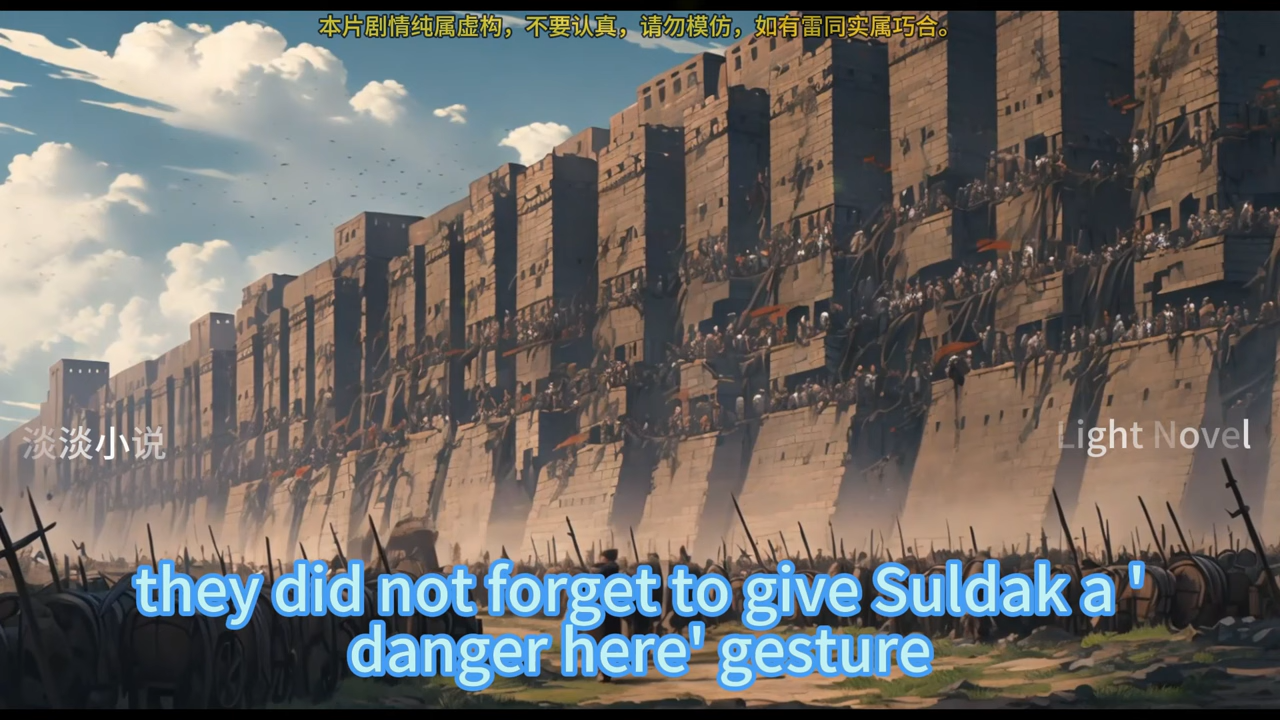 本片剧情纯属虚构，不要认真，请勿模仿，如有雷同实属巧合。
淡淡小说
Light Novel
they did not forget to give Suldak a '
danger here' gesture